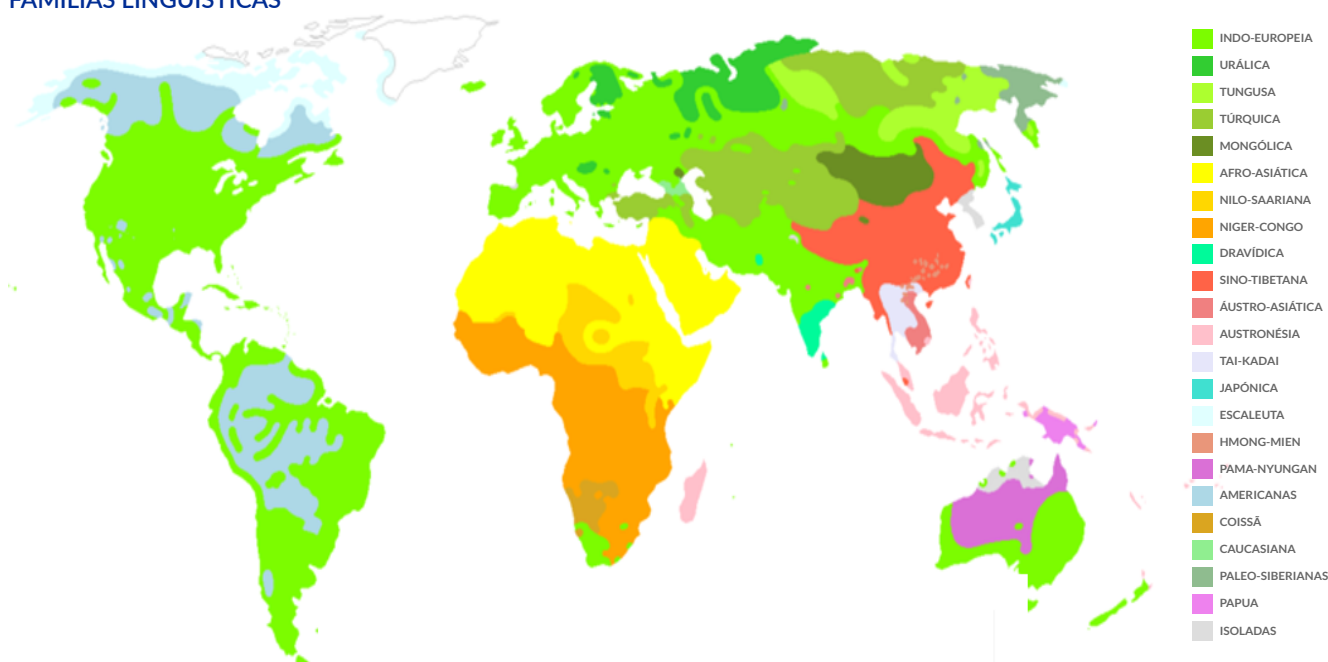 FAMÍLIAS LINGUÍSTICAS
INDO-EUROPEIA
URÁLICA
TUNGUSA
TÚRQUICA
MONGÓLICA
AFRO-ASIÁTICA
NILO-SAARIANA
NIGER-CONGO
DRAVÍDICA
SINO-TIBETANA
ÁUSTRO-ASIÁTICA
AUSTRONÉSIA
TAI-KADAI
JAPÓNICA
ESCALEUTA
HMONG-MIEN
PAMA-NYUNGAN
AMERICANAS
COISSÃ
CAUCASIANA
PALEO-SIBERIANAS
PAPUA
ISOLADAS